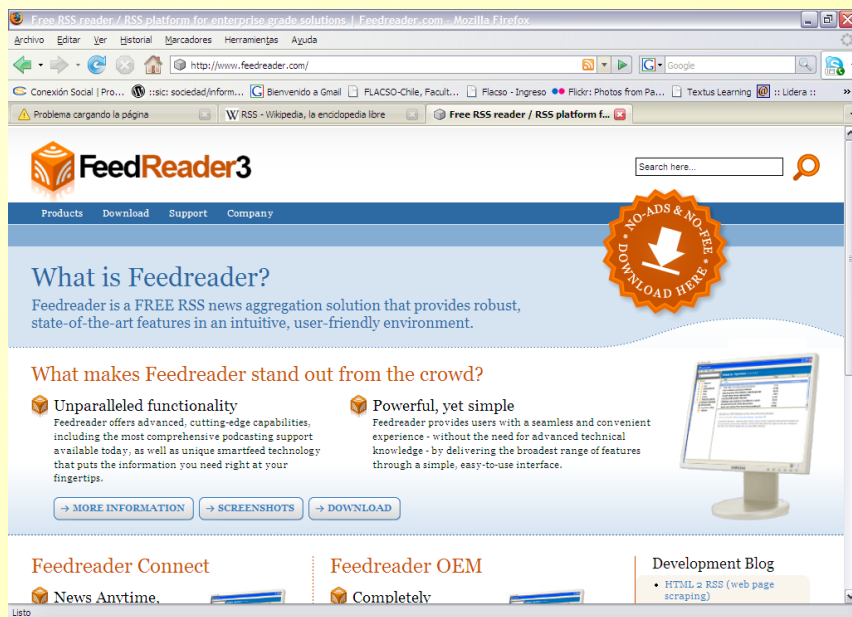 Free RSS reader / RSS platform for enterprise grade solutions | Feedreader.com - Mozilla Firefox
Archivo Editar Ver Historial Marcadores Herramientas Ayuda
http://www.feedreader.com/
G Google
Conexión Social | Pro... ::sic: sociedad/inform... Bienvenido a Gmail FLACSO-Chile, Facult... Flacso - Ingreso Flickr: Photos from Pa... Textus Learning :: Lidera ::
Problema cargando la página W RSS - Wikipedia, la enciclopedia libre Free RSS reader / RSS platform f...
FeedReader3
Search here...
Products Download Support Company
NO-ADS & NO-FEE
DOWNLOAD HERE
What is Feedreader?
Feedreader is a FREE RSS news aggregation solution that provides robust,
state-of-the-art features in an intuitive, user-friendly environment.
What makes Feedreader stand out from the crowd?
Unparalleled functionality
Feedreader offers advanced, cutting-edge capabilities,
including the most comprehensive podcasting support
available today, as well as unique smartfeed technology
that puts the information you need right at your
fingertips.
Powerful, yet simple
Feedreader provides users with a seamless and convenient
experience - without the need for advanced technical
knowledge - by delivering the broadest range of features
through a simple, easy-to-use interface.
→ MORE INFORMATION → SCREENSHOTS → DOWNLOAD
Feedreader Connect
News Anytime,
Feedreader OEM
Completely
Development Blog
• HTML 2 RSS (web page
scraping)
Listo